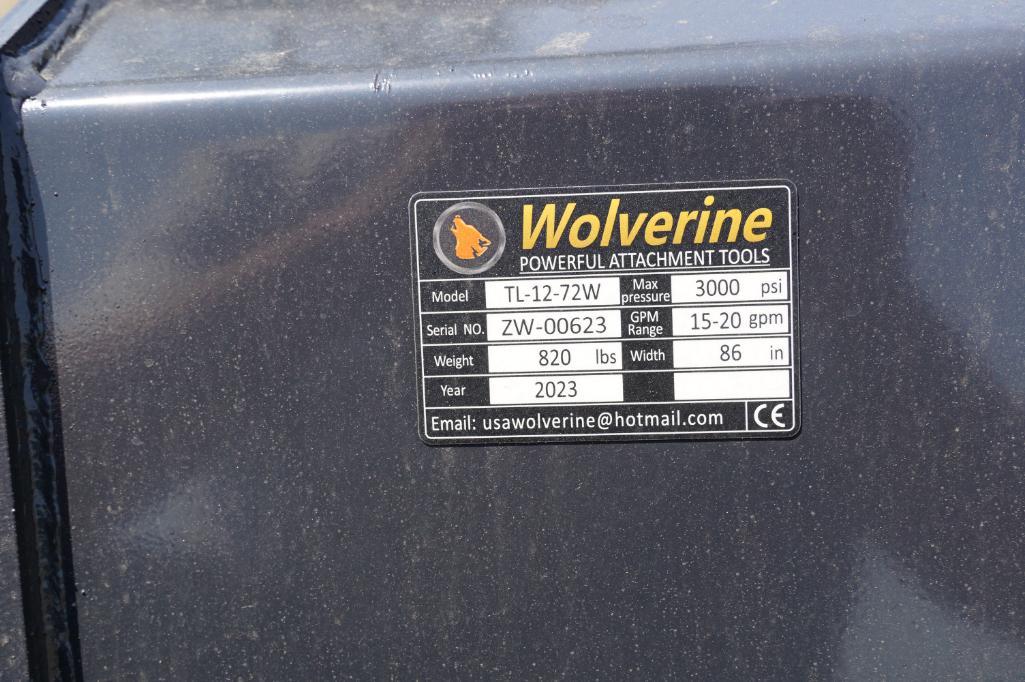 Wolverine
POWERFUL ATTACHMENT TOOLS
Model TL-12-72W Max pressure 3000 psi
Serial NO. ZW-00623 GPM Range 15-20 gpm
Weight 820 lbs Width 86 in
Year 2023
Email: usawolverine@hotmail.com CE